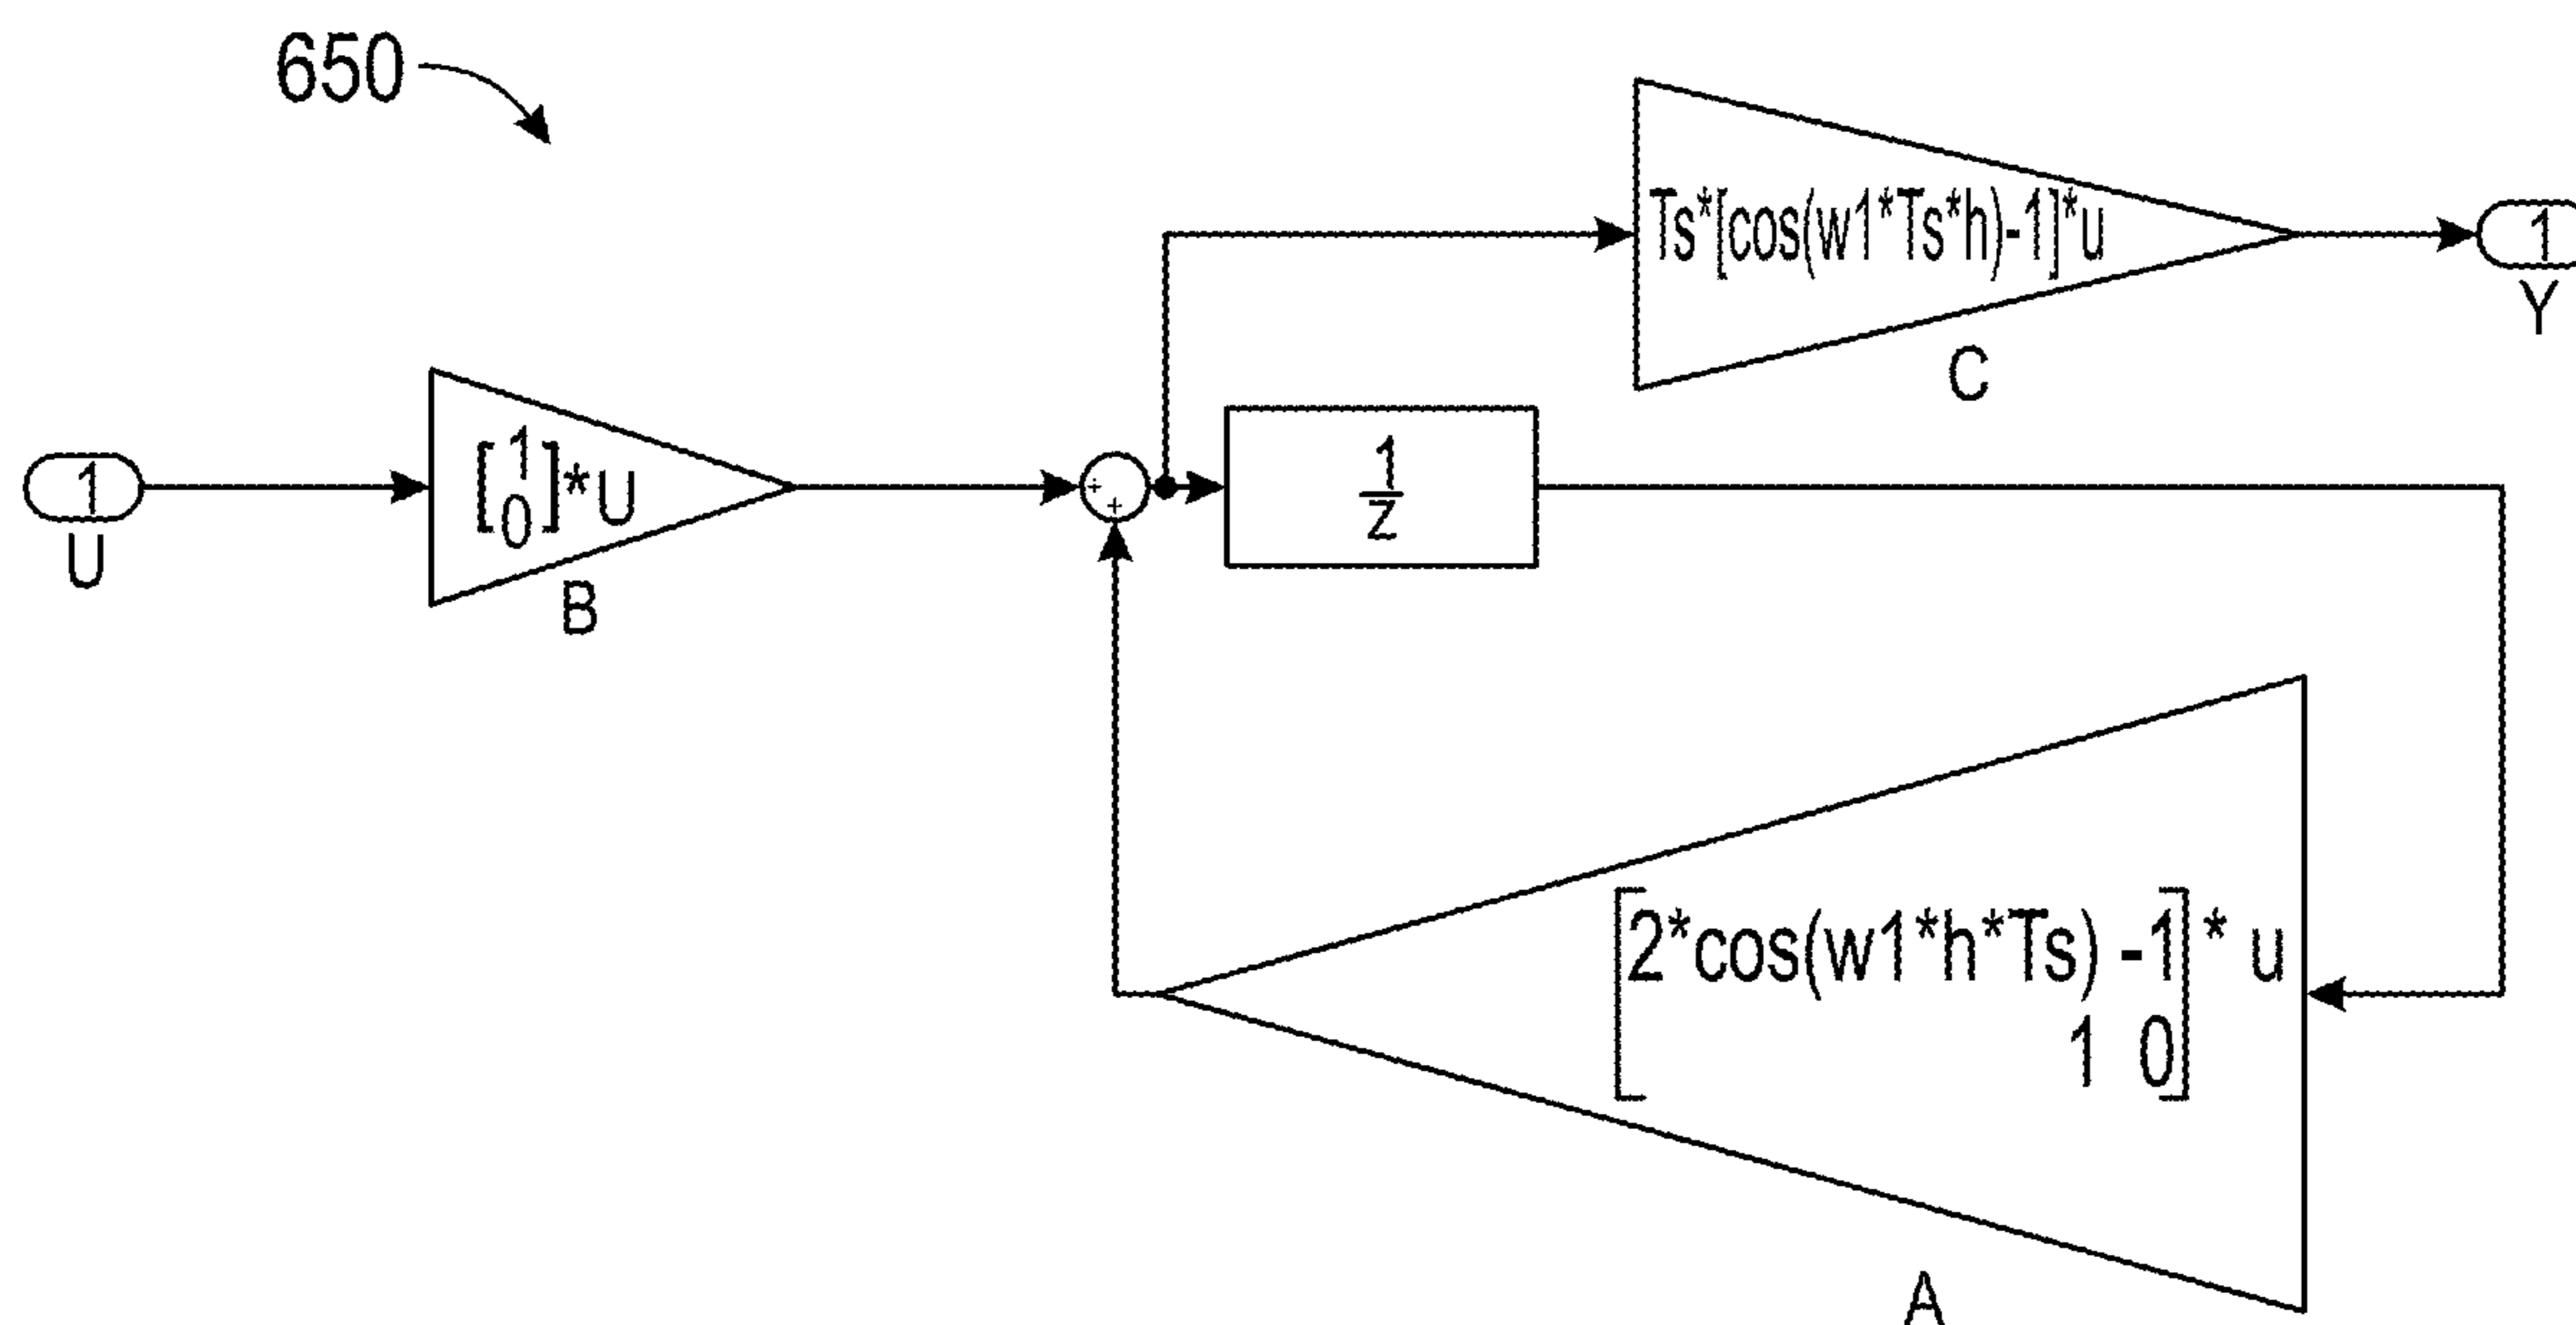 650
Ts*[cos(w1*Ts*h)-1]*u
1
Y
C
1
U
[1
0]*U
B
+
+
1
z
[2*cos(w1*h*Ts) -1
1 0] * u
A